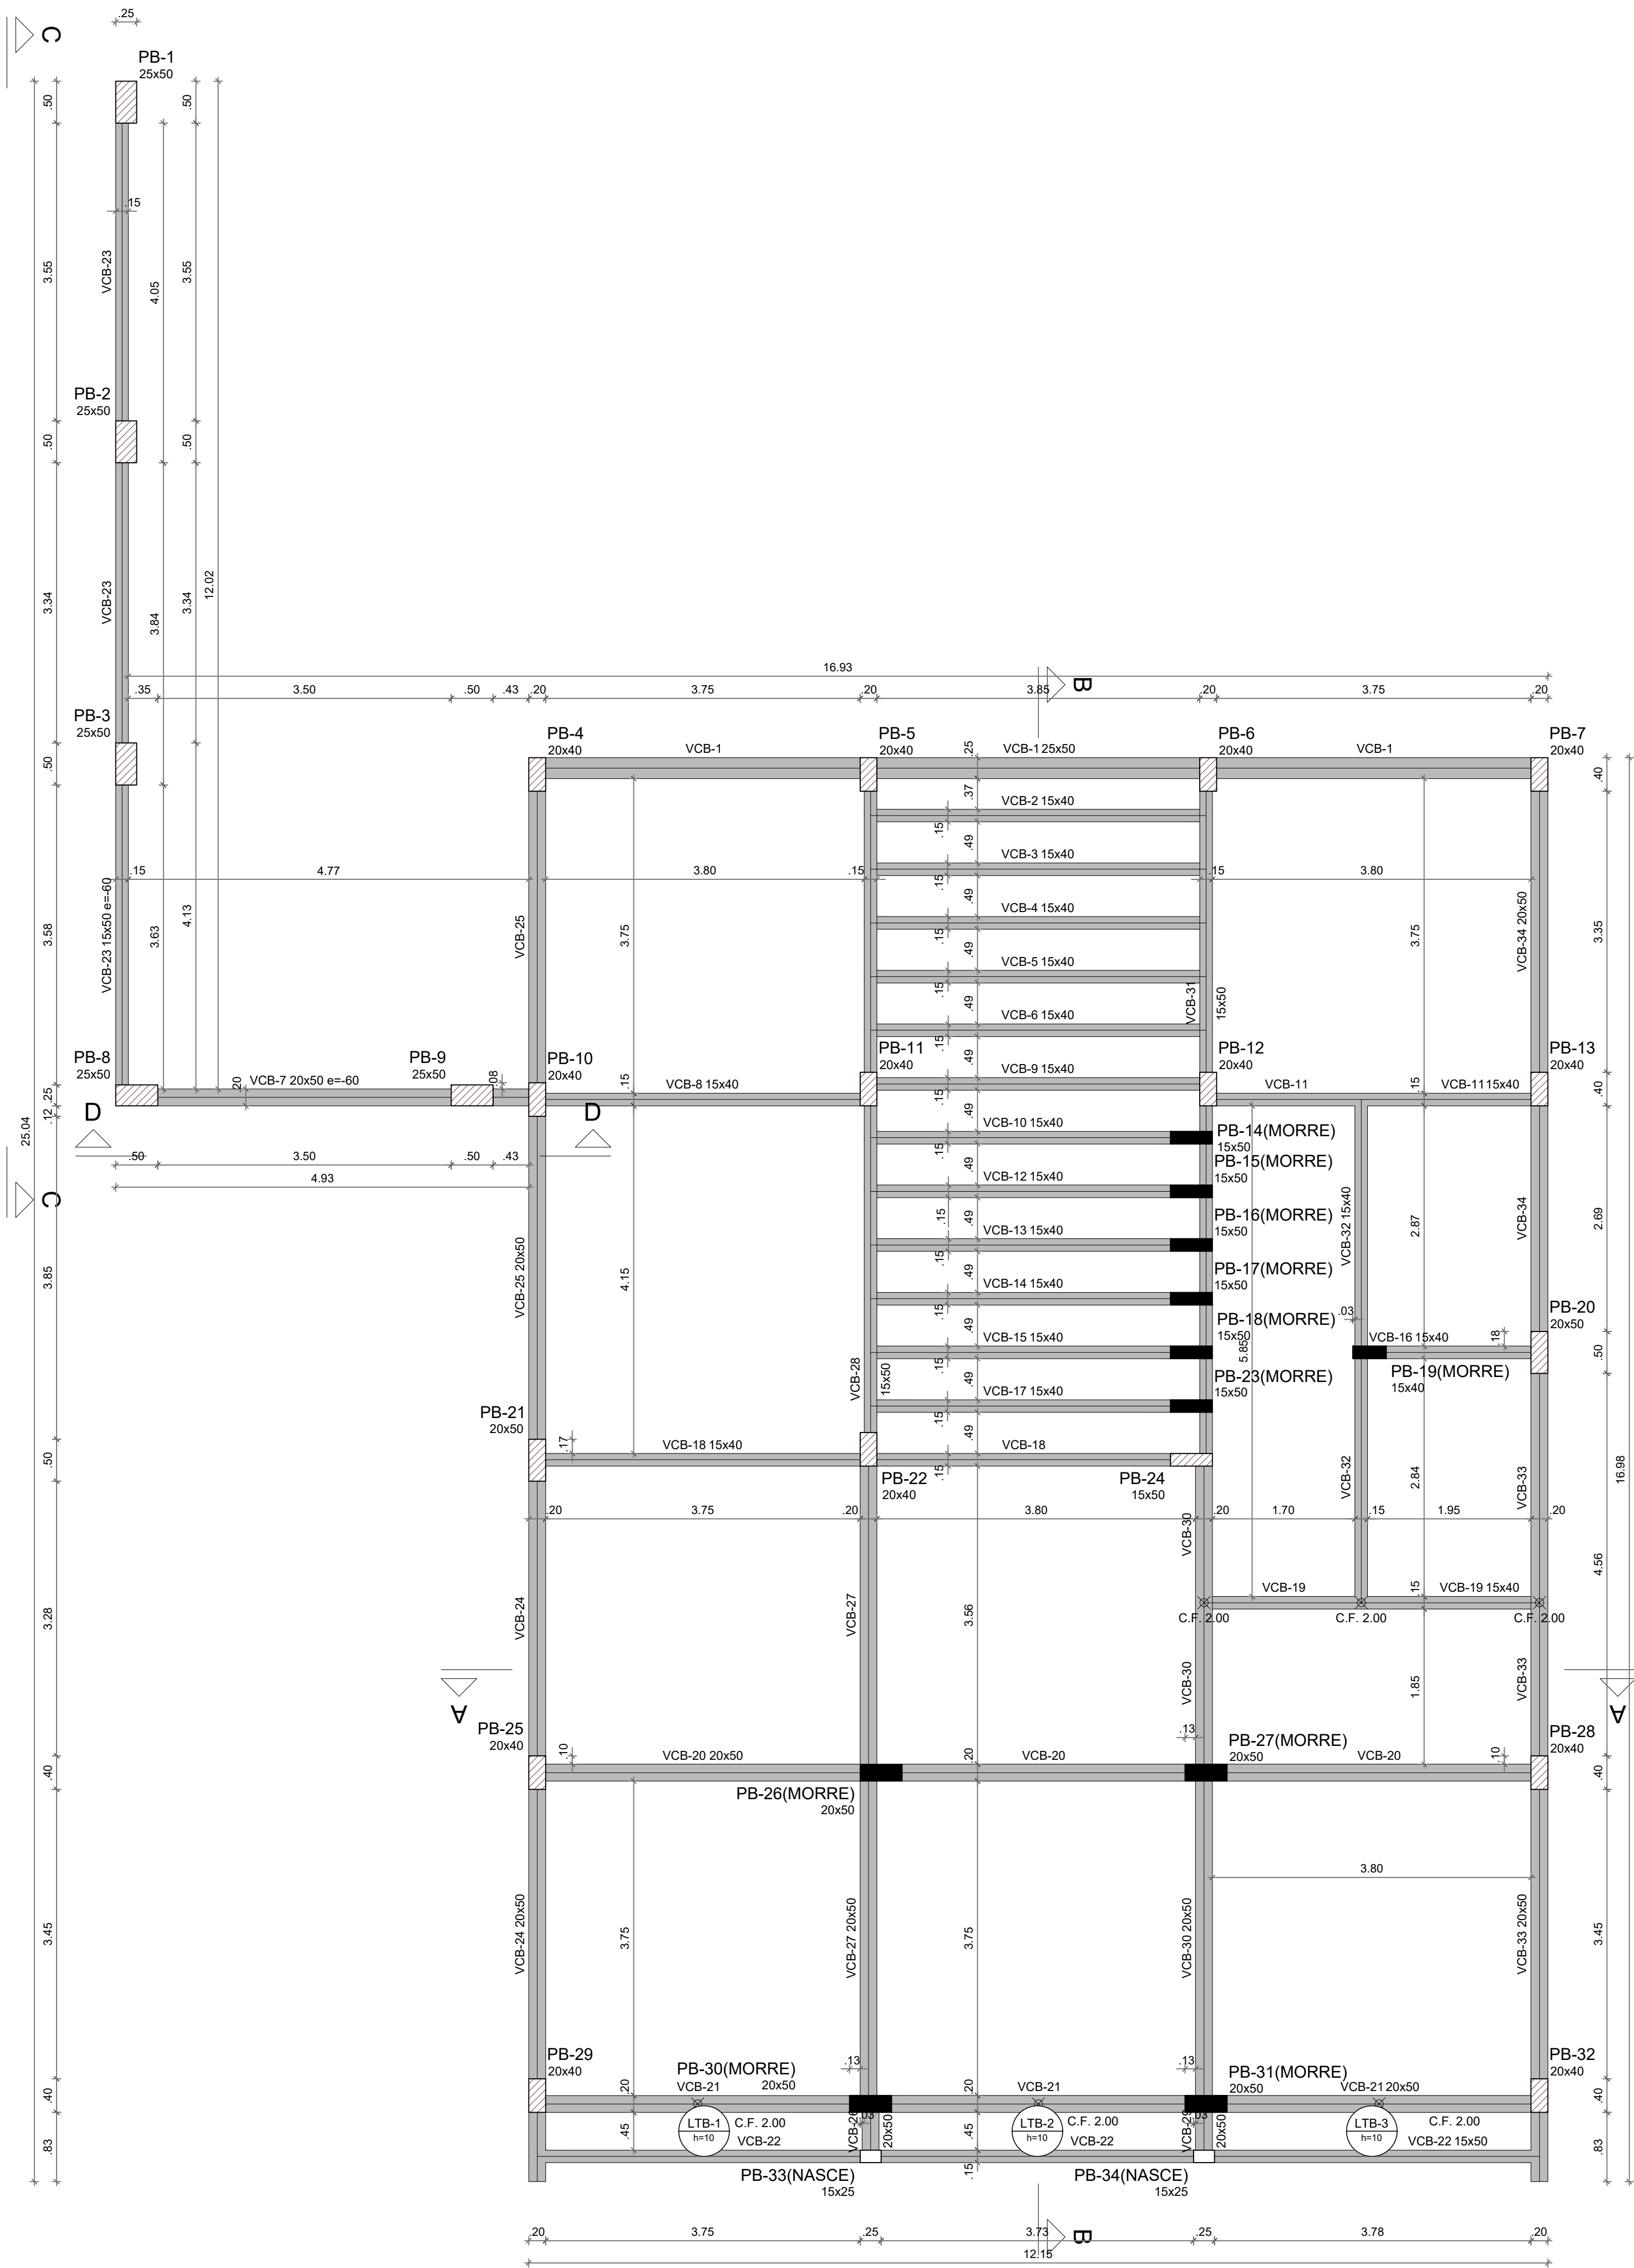 .25
C
PB-1
25x50
.50
.50
.15
VCB-23
3.55
4.05
3.55
PB-2
25x50
.50
.50
12.02
VCB-23
3.34
3.84
3.34
16.93
.35
3.50
.50
.43
.20
3.75
.20
3.85
.20
3.75
.20
B
PB-3
25x50
.50
PB-4
20x40
VCB-1
PB-5
20x40
.25
VCB-1 25x50
PB-6
20x40
VCB-1
PB-7
20x40
.40
.37
VCB-2 15x40
.15
.49
VCB-3 15x40
.15
.15
4.77
3.80
.15
.15
3.80
.49
VCB-4 15x40
.15
VCB-23 15x50 e=-60
3.58
3.63
4.13
VCB-25
3.75
.49
3.75
VCB-34 20x50
3.35
VCB-5 15x40
.15
.49
VCB-31
15x50
VCB-6 15x40
.15
.49
PB-8
25x50
PB-9
25x50
.08
PB-10
20x40
PB-11
20x40
PB-12
20x40
PB-13
20x40
.25
.20
VCB-7 20x50 e=-60
.15
VCB-8 15x40
VCB-9 15x40
.15
VCB-11
.15
VCB-11 15x40
.40
.12
D
D
.49
VCB-10 15x40
.15
PB-14(MORRE)
15x50
25.04
.50
3.50
.50
.43
4.93
.49
PB-15(MORRE)
15x50
VCB-12 15x40
.15
C
.49
PB-16(MORRE)
15x50
VCB-13 15x40
.15
VCB-32 15x40
2.87
VCB-34
2.69
3.85
VCB-25 20x50
4.15
.49
PB-17(MORRE)
15x50
VCB-14 15x40
.15
.49
PB-18(MORRE)
15x50
5.85
.03
PB-20
20x50
VCB-15 15x40
.15
VCB-16 15x40
.18
.50
PB-19(MORRE)
15x40
VCB-28
15x50
.49
PB-23(MORRE)
15x50
VCB-17 15x40
.15
.49
PB-21
20x50
.50
.17
VCB-18 15x40
VCB-18
.15
PB-22
20x40
PB-24
15x50
VCB-32
2.84
VCB-33
16.98
.20
3.75
.20
3.80
.20
1.70
.15
1.95
.20
VCB-30
4.56
3.28
VCB-24
VCB-27
3.56
VCB-19
.15
VCB-19 15x40
C.F. 2.00
C.F. 2.00
C.F. 2.00
VCB-30
1.85
VCB-33
A
A
PB-25
20x40
.13
PB-27(MORRE)
20x50
PB-28
20x40
.40
.10
VCB-20 20x50
.20
VCB-20
VCB-20
.10
.40
PB-26(MORRE)
20x50
3.80
3.45
VCB-24 20x50
3.75
VCB-27 20x50
3.75
VCB-30 20x50
VCB-33 20x50
3.45
PB-29
20x40
PB-30(MORRE)
20x50
.13
.13
PB-31(MORRE)
20x50
PB-32
20x40
.40
.20
VCB-21
.20
VCB-21
VCB-21 20x50
.40
LTB-1
h=10
C.F. 2.00
VCB-22
VCB-26
.03
20x50
LTB-2
h=10
C.F. 2.00
VCB-22
VCB-29
.03
20x50
LTB-3
h=10
C.F. 2.00
VCB-22 15x50
.83
.45
.45
.83
.15
PB-33(NASCE)
15x25
PB-34(NASCE)
15x25
.20
3.75
.25
3.73
.25
3.78
.20
B
12.15